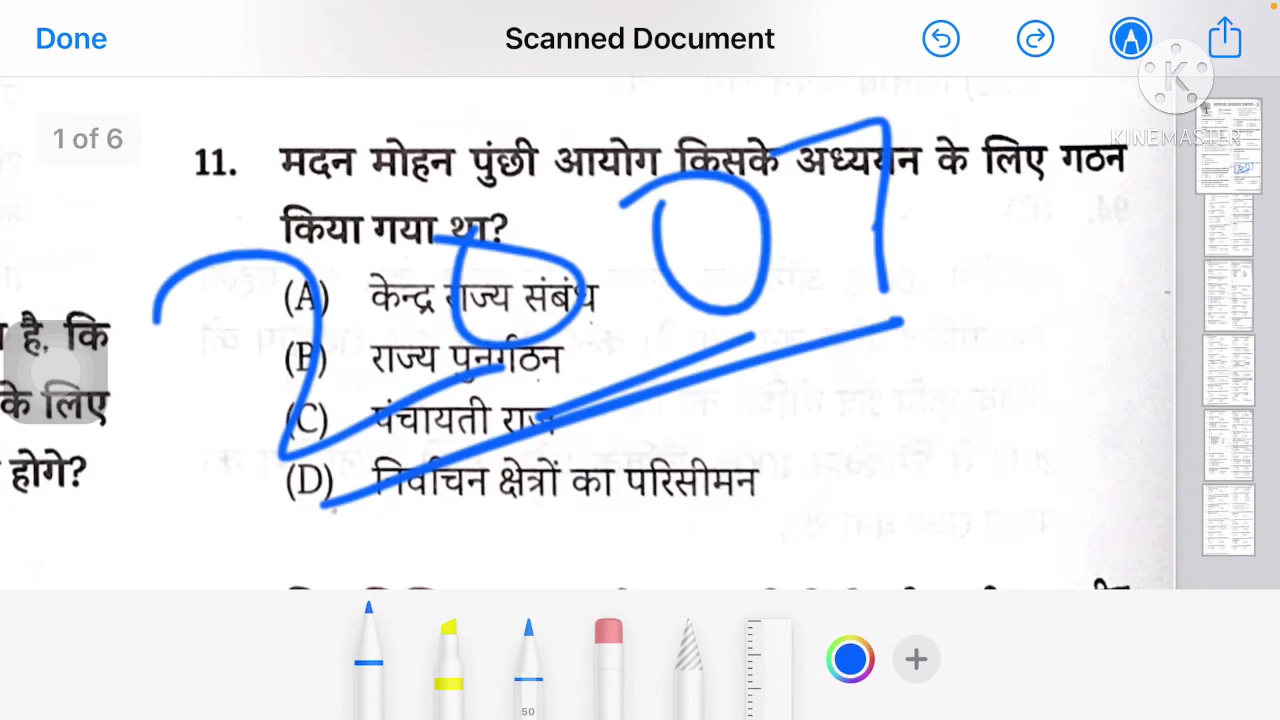 Done
Scanned Document
K
KINEMASTER
1 of 6
11. मदन मोहन पुंछी आयोग किसके अध्ययन के लिए गठन
किया गया था?
(A) केन्द्र राज्य संबंध
(B) राज्य पुनर्गठन
(C) पंचायती राज
(D) निर्वाचन क्षेत्रों का परिसीमन
है, कि
के लिए
होगे?
2007
50